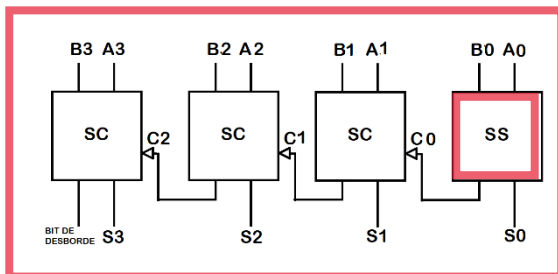 B3 A3 B2 A2 B1 A1 B0 A0
SC C2 SC C1 SC C0 SS
BIT DE
DESBORDE S3 S2 S1 S0